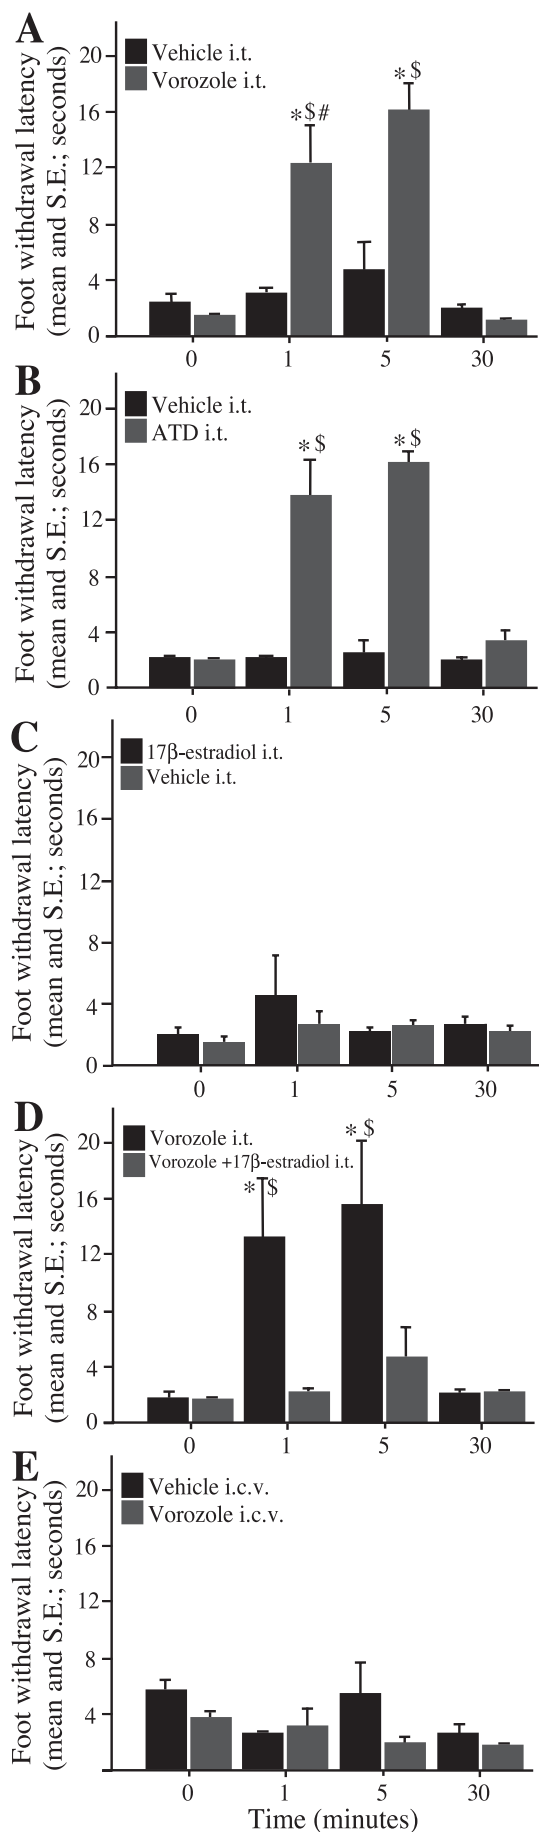 A
Foot withdrawal latency
(mean and S.E.; seconds)
20
16
12
8
4
0
Vehicle i.t.
Vorozole i.t.
*$#
*$
0 1 5 30
B
Foot withdrawal latency
(mean and S.E.; seconds)
20
16
12
8
4
0
Vehicle i.t.
ATD i.t.
*$
*$
0 1 5 30
C
Foot withdrawal latency
(mean and S.E.; seconds)
20
16
12
8
4
0
17β-estradiol i.t.
Vehicle i.t.
0 1 5 30
D
Foot withdrawal latency
(mean and S.E.; seconds)
20
16
12
8
4
0
Vorozole i.t.
Vorozole +17β-estradiol i.t.
* $
* $
0 1 5 30
E
Foot withdrawal latency
(mean and S.E.; seconds)
20
16
12
8
4
Vehicle i.c.v.
Vorozole i.c.v.
0 1 5 30
Time (minutes)